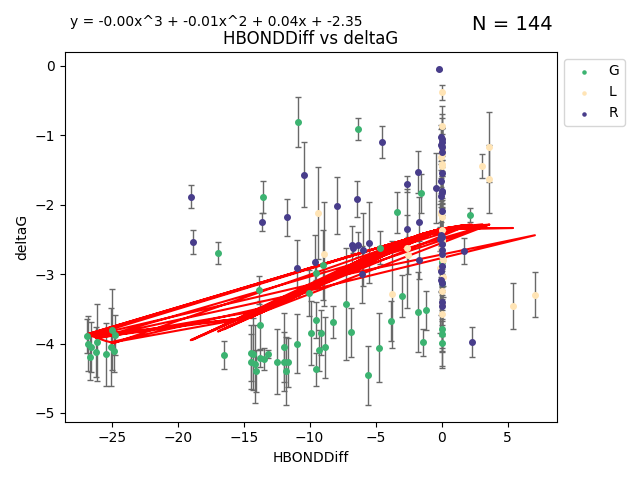 y = -0.00x^3 + -0.01x^2 + 0.04x + -2.35
N = 144
HBONDDiff vs deltaG
G
L
R
deltaG
0
−1
−2
−3
−4
−5
−25
−20
−15
−10
−5
0
5
HBONDDiff